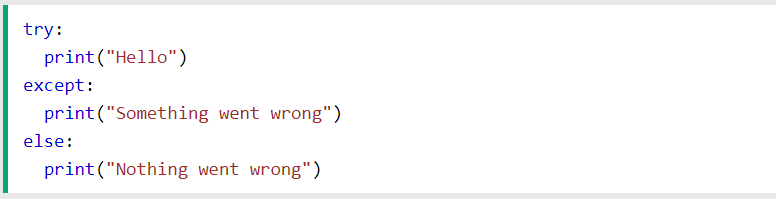 try:
  print("Hello")
except:
  print("Something went wrong")
else:
  print("Nothing went wrong")